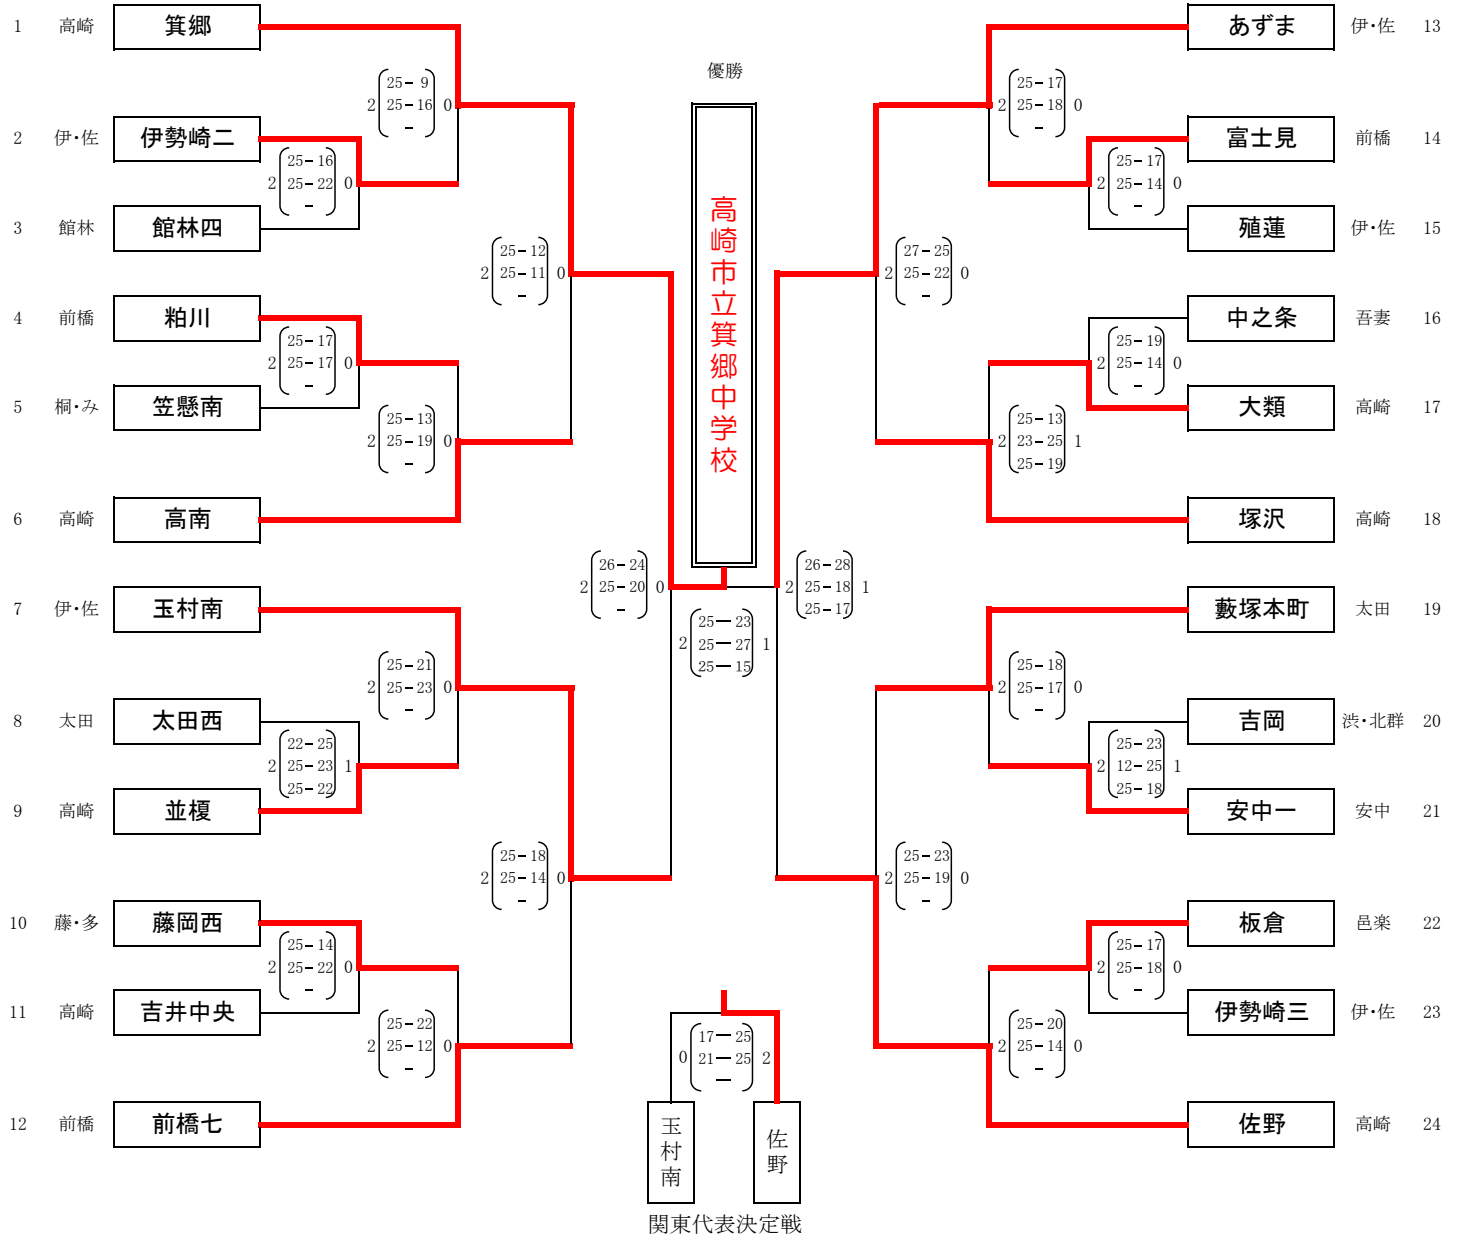 優勝
高崎市立箕郷中学校
1 高崎 箕郷
2 伊・佐 伊勢崎二
3 館林 館林四
4 前橋 粕川
5 桐・み 笠懸南
6 高崎 高南
7 伊・佐 玉村南
8 太田 太田西
9 高崎 並榎
10 藤・多 藤岡西
11 高崎 吉井中央
12 前橋 前橋七
25- 9
2 25-16 0
-
25-16
2 25-22 0
-
25-12
2 25-11 0
-
25-17
2 25-17 0
-
25-13
2 25-19 0
-
26-24
2 25-20 0
-
25-21
2 25-23 0
-
22-25
2 25-23 1
25-22
25-18
2 25-14 0
-
25-14
2 25-22 0
-
25-22
2 25-12 0
-
25-23
2 25-27 1
25-15
あずま 伊・佐 13
富士見 前橋 14
殖蓮 伊・佐 15
中之条 吾妻 16
大類 高崎 17
塚沢 高崎 18
藪塚本町 太田 19
吉岡 渋・北群 20
安中一 安中 21
板倉 邑楽 22
伊勢崎三 伊・佐 23
佐野 高崎 24
25-17
2 25-18 0
-
25-17
2 25-14 0
-
27-25
2 25-22 0
-
25-19
2 25-14 0
-
25-13
2 23-25 1
25-19
26-28
2 25-18 1
25-17
25-18
2 25-17 0
-
25-23
2 12-25 1
25-18
25-23
2 25-19 0
-
25-17
2 25-18 0
-
25-20
2 25-14 0
-
17-25
0 21-25 2
-
玉村南
佐野
関東代表決定戦